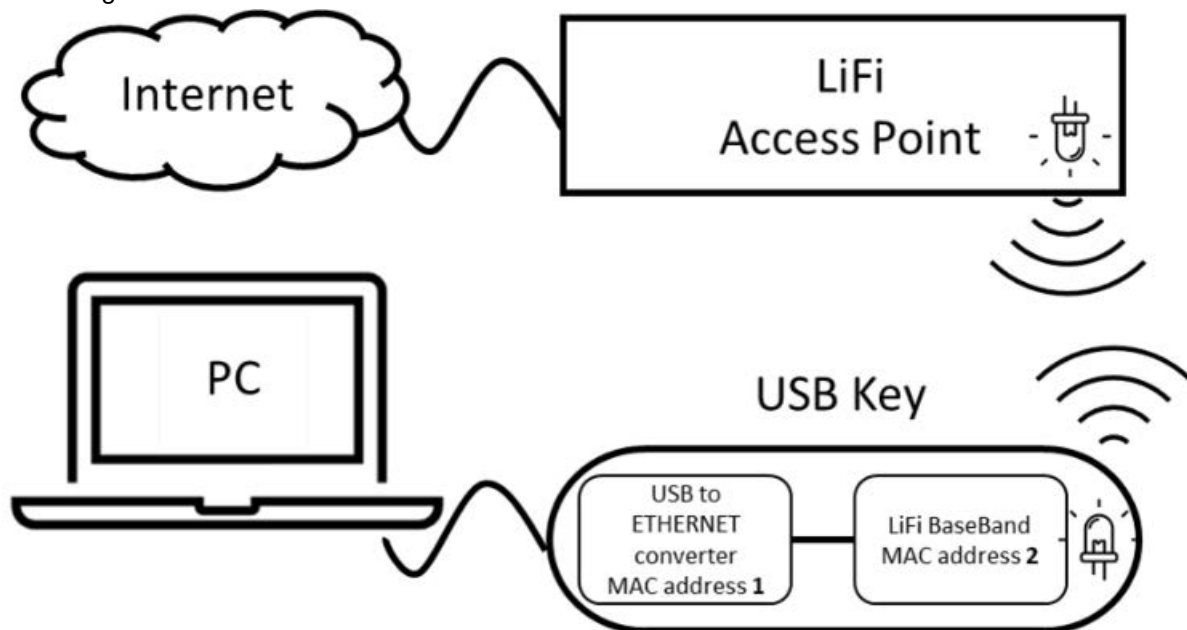 Internet
LiFi
Access Point
PC
USB Key
USB to
ETHERNET
converter
MAC address 1
LiFi BaseBand
MAC address 2